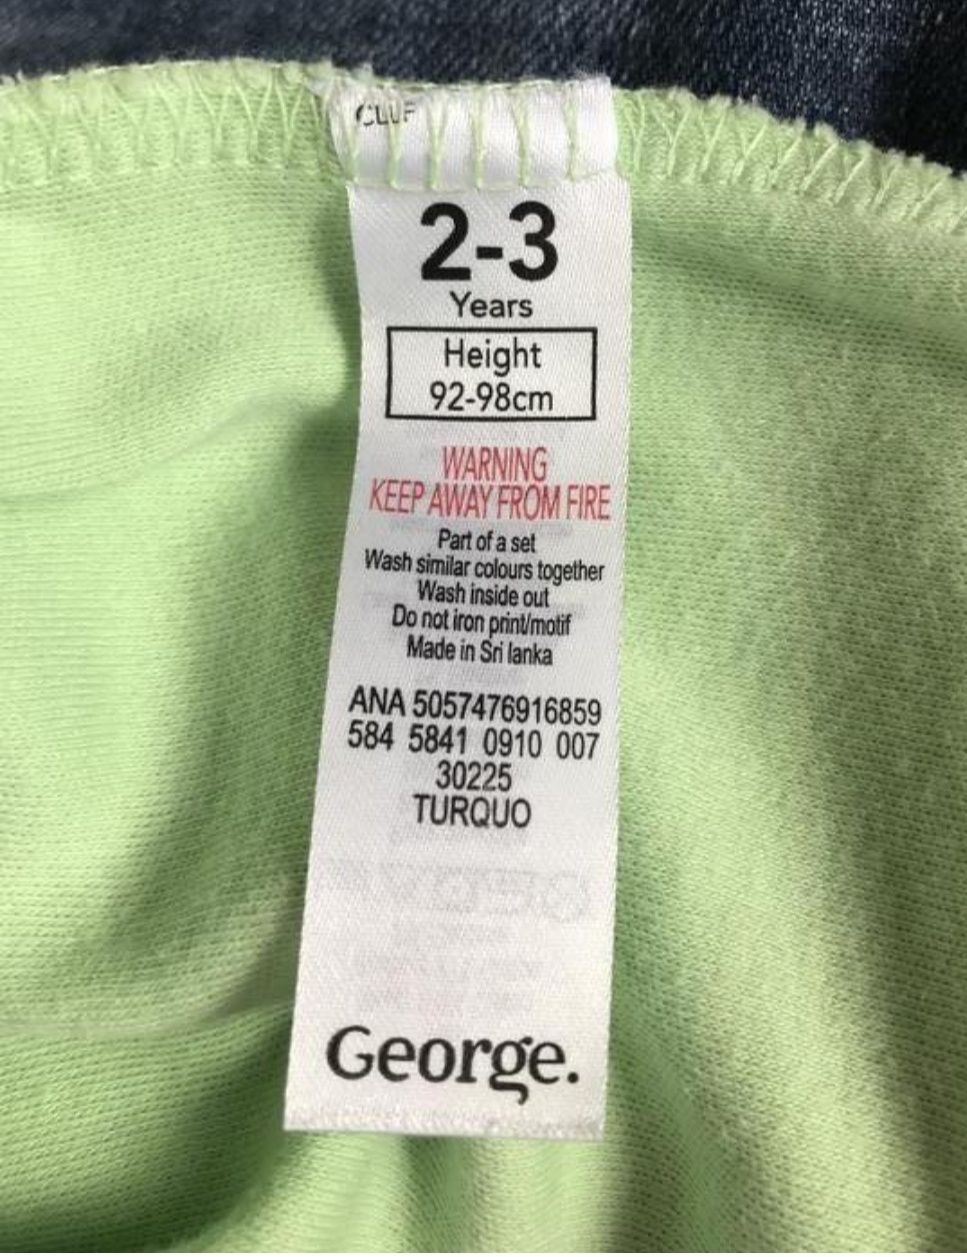 2-3
Years
Height
92-98cm
WARNING
KEEP AWAY FROM FIRE
Part of a set
Wash similar colours together
Wash inside out
Do not iron print/motif
Made in Sri lanka
ANA 5057476916859
584 5841 0910 007
30225
TURQUO
George.